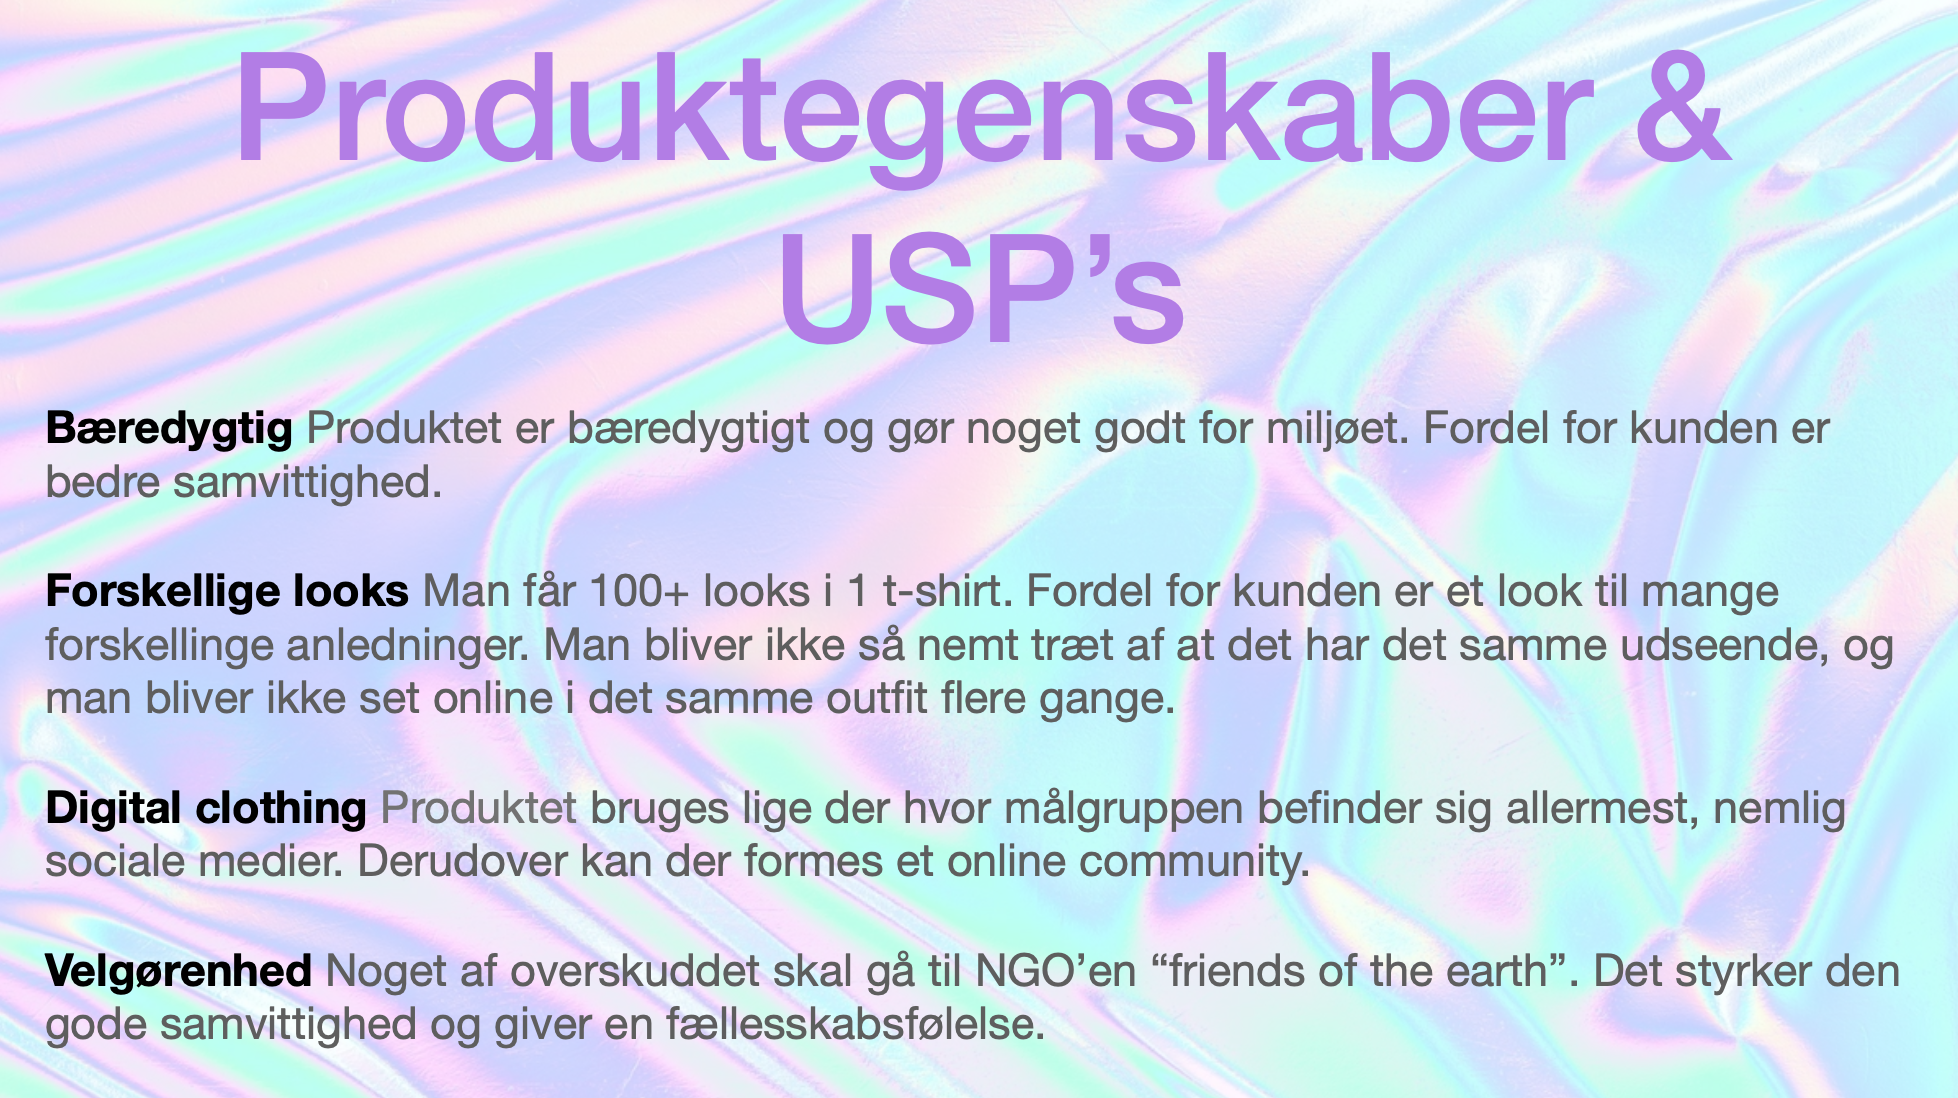 Produktegenskaber &
USP’s
Bæredygtig Produktet er bæredygtigt og gør noget godt for miljøet. Fordel for kunden er
bedre samvittighed.
Forskellige looks Man får 100+ looks i 1 t-shirt. Fordel for kunden er et look til mange
forskellinge anledninger. Man bliver ikke så nemt træt af at det har det samme udseende, og
man bliver ikke set online i det samme outfit flere gange.
Digital clothing Produktet bruges lige der hvor målgruppen befinder sig allermest, nemlig
sociale medier. Derudover kan der formes et online community.
Velgørenhed Noget af overskuddet skal gå til NGO’en “friends of the earth”. Det styrker den
gode samvittighed og giver en fællesskabsfølelse.